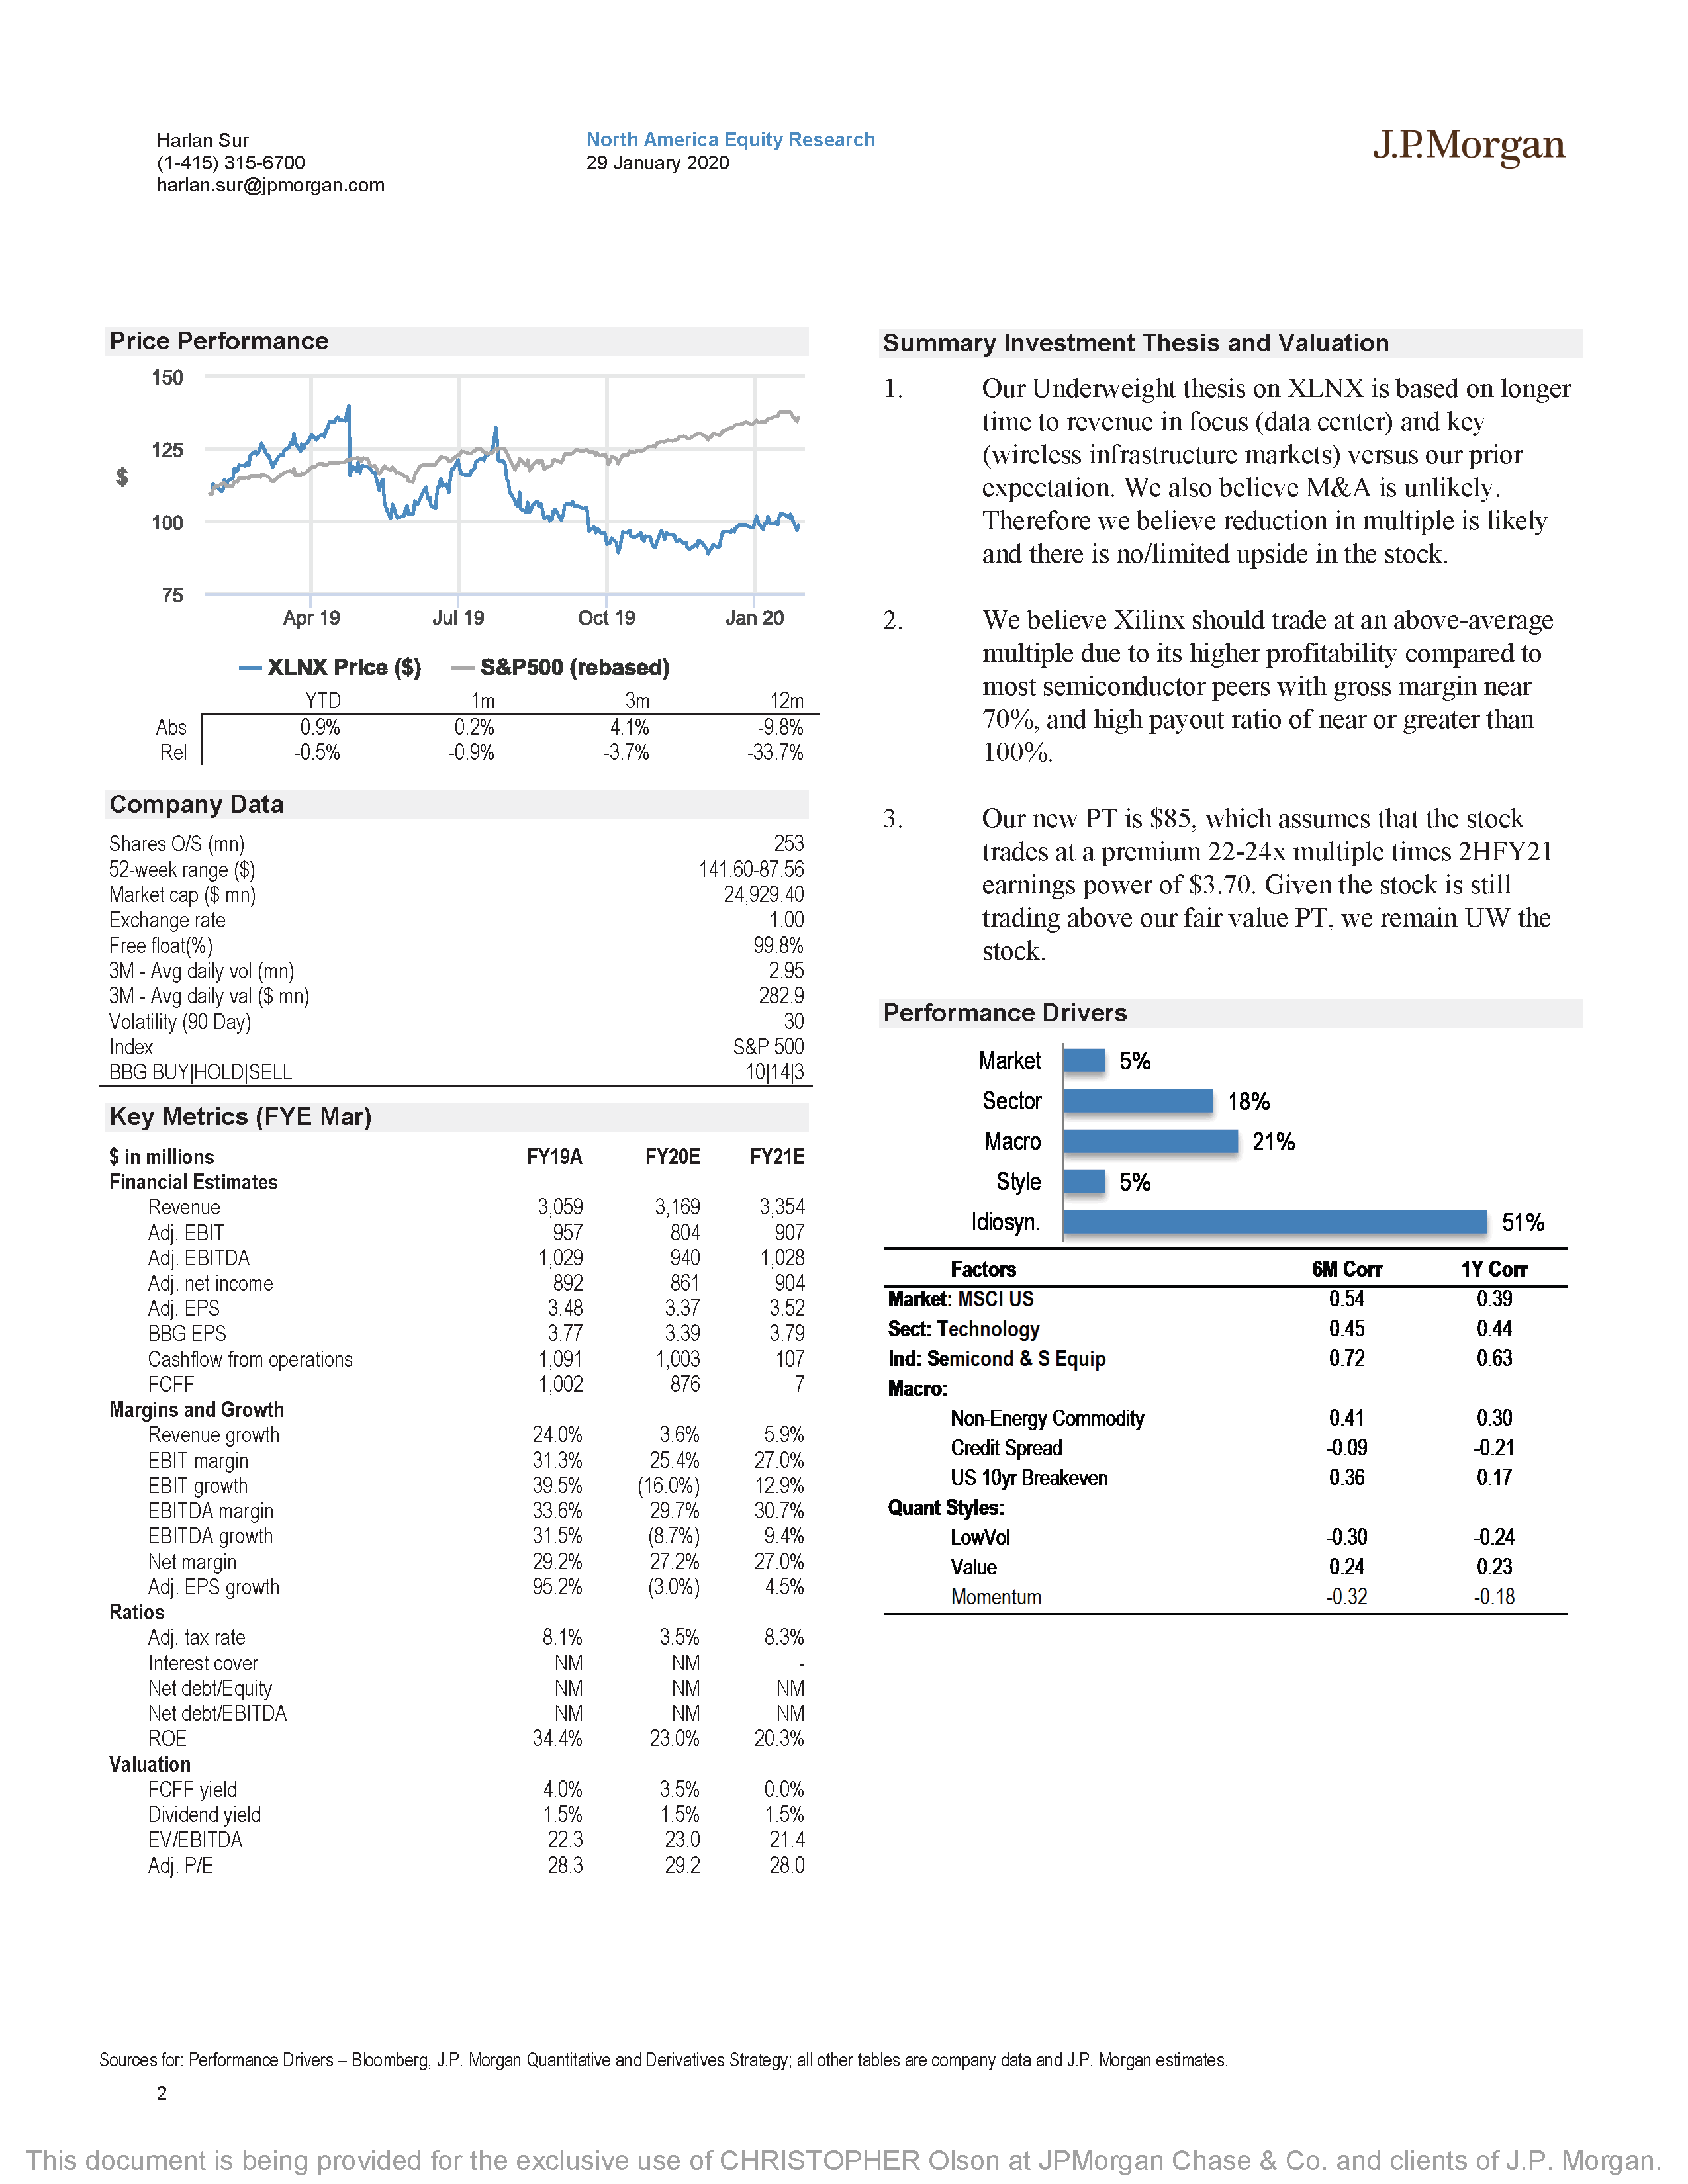 Harlan Sur
(1-415) 315-6700
harlan.sur@jpmorgan.com
North America Equity Research
29 January 2020
J.P.Morgan
Price Performance
150
125
$
100
75
Apr 19 Jul 19 Oct 19 Jan 20
XLNX Price ($) S&P500 (rebased)
YTD 1m 3m 12m
Abs 0.9% 0.2% 4.1% -9.8%
Rel -0.5% -0.9% -3.7% -33.7%
Company Data
Shares O/S (mn) 253
52-week range ($) 141.60-87.56
Market cap ($ mn) 24,929.40
Exchange rate 1.00
Free float(%) 99.8%
3M - Avg daily vol (mn) 2.95
3M - Avg daily val ($ mn) 282.9
Volatility (90 Day) 30
Index S&P 500
BBG BUY|HOLD|SELL 10|14|3
Key Metrics (FYE Mar)
$ in millions FY19A FY20E FY21E
Financial Estimates
Revenue 3,059 3,169 3,354
Adj. EBIT 957 804 907
Adj. EBITDA 1,029 940 1,028
Adj. net income 892 861 904
Adj. EPS 3.48 3.37 3.52
BBG EPS 3.77 3.39 3.79
Cashflow from operations 1,091 1,003 107
FCFF 1,002 876 7
Margins and Growth
Revenue growth 24.0% 3.6% 5.9%
EBIT margin 31.3% 25.4% 27.0%
EBIT growth 39.5% (16.0%) 12.9%
EBITDA margin 33.6% 29.7% 30.7%
EBITDA growth 31.5% (8.7%) 9.4%
Net margin 29.2% 27.2% 27.0%
Adj. EPS growth 95.2% (3.0%) 4.5%
Ratios
Adj. tax rate 8.1% 3.5% 8.3%
Interest cover NM NM -
Net debt/Equity NM NM NM
Net debt/EBITDA NM NM NM
ROE 34.4% 23.0% 20.3%
Valuation
FCFF yield 4.0% 3.5% 0.0%
Dividend yield 1.5% 1.5% 1.5%
EV/EBITDA 22.3 23.0 21.4
Adj. P/E 28.3 29.2 28.0
Summary Investment Thesis and Valuation
1. Our Underweight thesis on XLNX is based on longer
time to revenue in focus (data center) and key
(wireless infrastructure markets) versus our prior
expectation. We also believe M&A is unlikely.
Therefore we believe reduction in multiple is likely
and there is no/limited upside in the stock.
2. We believe Xilinx should trade at an above-average
multiple due to its higher profitability compared to
most semiconductor peers with gross margin near
70%, and high payout ratio of near or greater than
100%.
3. Our new PT is $85, which assumes that the stock
trades at a premium 22-24x multiple times 2HFY21
earnings power of $3.70. Given the stock is still
trading above our fair value PT, we remain UW the
stock.
Performance Drivers
Market 5%
Sector 18%
Macro 21%
Style 5%
Idiosyn. 51%
Factors 6M Corr 1Y Corr
Market: MSCI US 0.54 0.39
Sect: Technology 0.45 0.44
Ind: Semicond & S Equip 0.72 0.63
Macro:
Non-Energy Commodity 0.41 0.30
Credit Spread -0.09 -0.21
US 10yr Breakeven 0.36 0.17
Quant Styles:
LowVol -0.30 -0.24
Value 0.24 0.23
Momentum -0.32 -0.18
Sources for: Performance Drivers – Bloomberg, J.P. Morgan Quantitative and Derivatives Strategy; all other tables are company data and J.P. Morgan estimates.
2
This document is being provided for the exclusive use of CHRISTOPHER Olson at JPMorgan Chase & Co. and clients of J.P. Morgan.